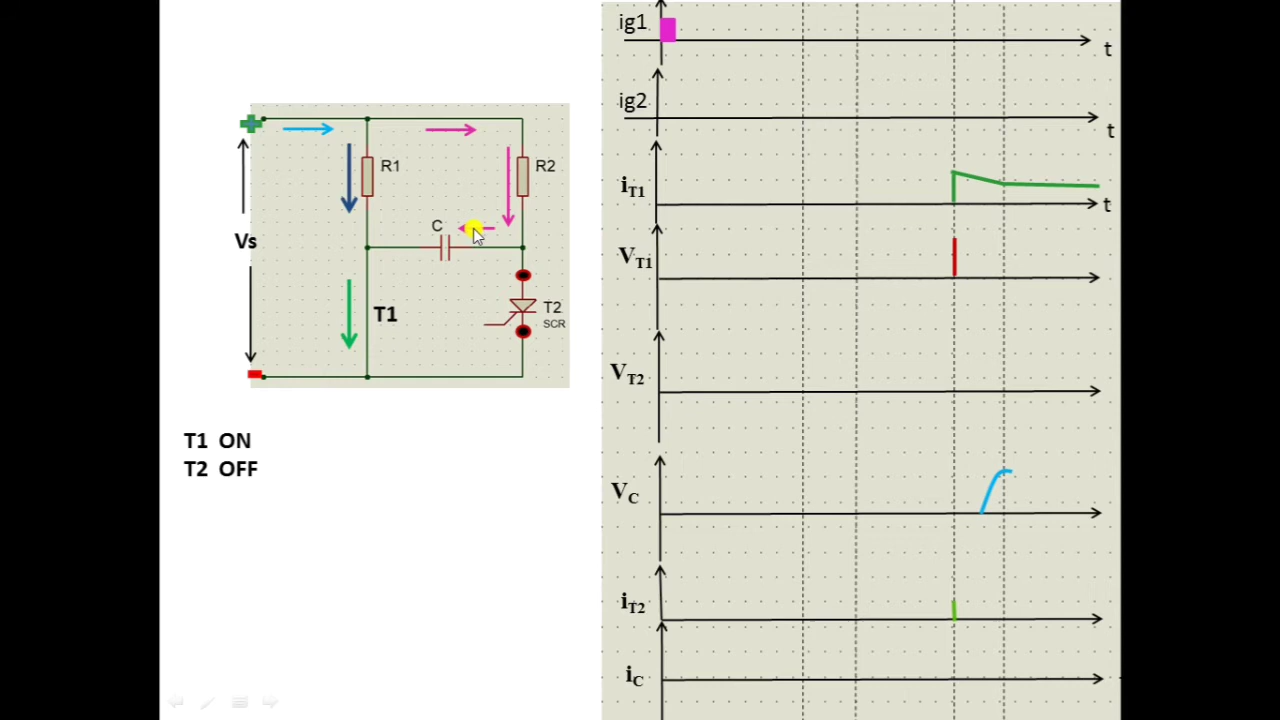 R1
R2
C
Vs
T1
T2
SCR
T1 ON
T2 OFF
ig1
t
ig2
t
iT1
t
VT1
VT2
VC
iT2
iC